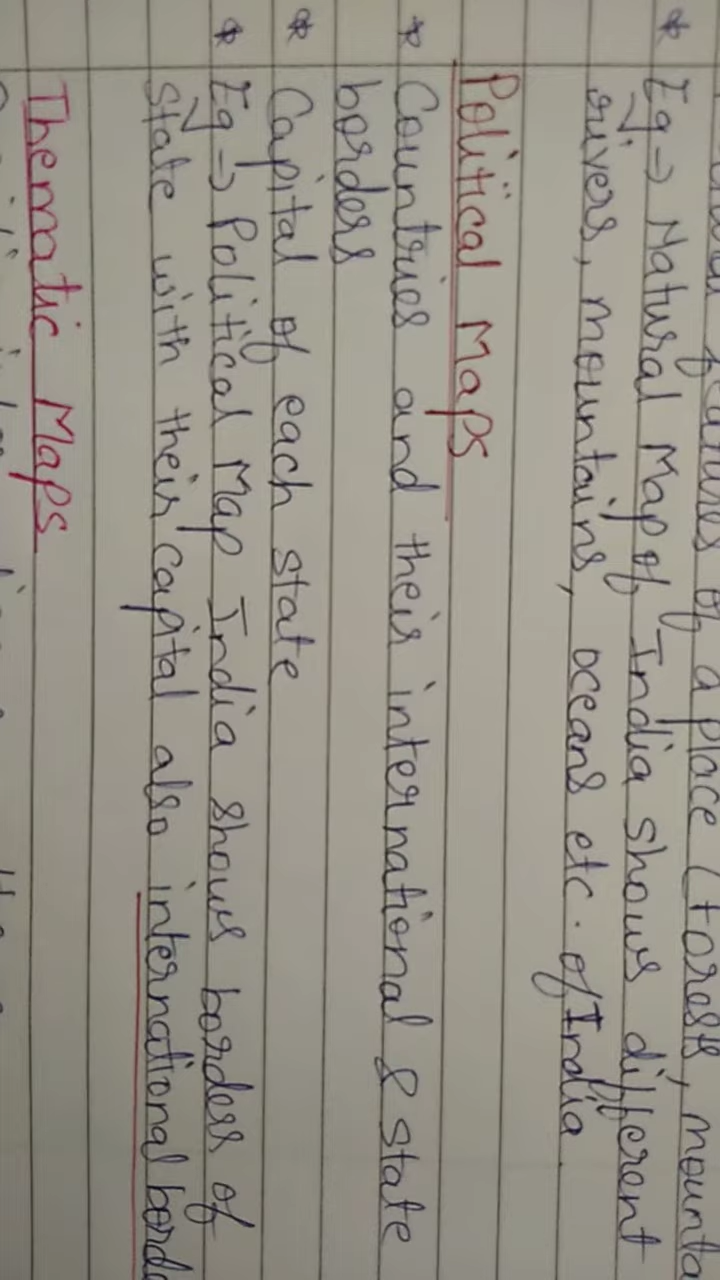 features of a place (forests, mounta
* Eg → Natural Map of India shows different
rivers, mountains, oceans etc. of India
Political Maps
* Countries and their international & state
borders
* Capital of each state
* Eg → Political Map India shows borders of
state with their capital also international borde
Thematic Maps